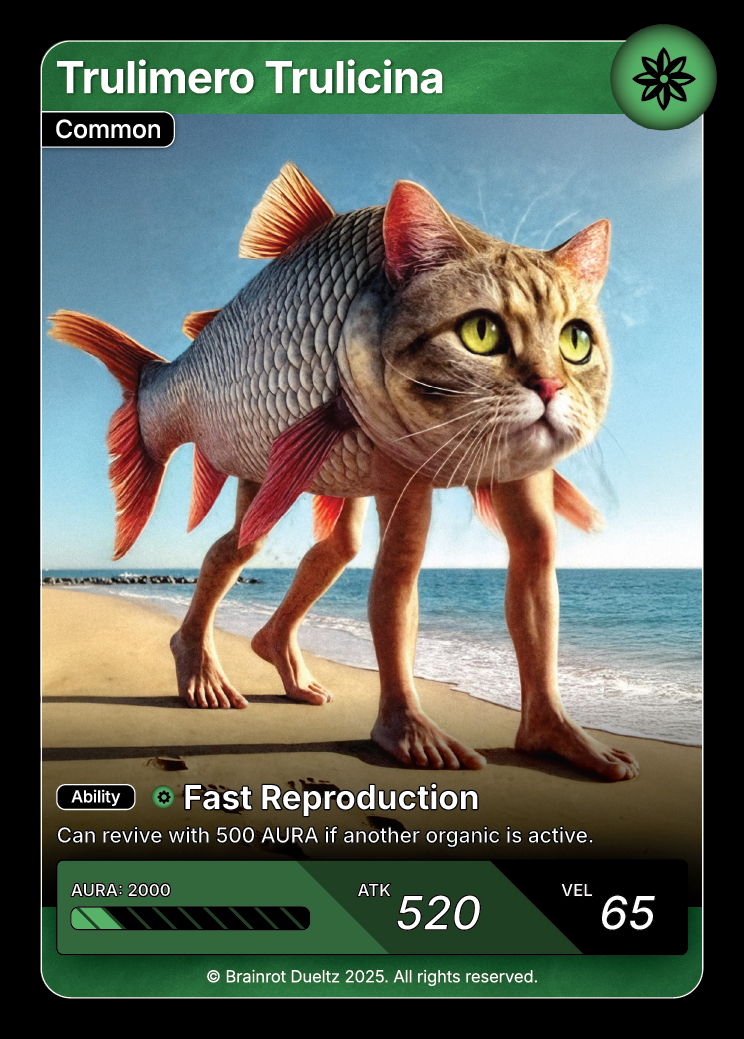 Trulimero Trulicina
Common
Ability Fast Reproduction
Can revive with 500 AURA if another organic is active.
AURA: 2000 ATK 520 VEL 65
© Brainrot Dueltz 2025. All rights reserved.